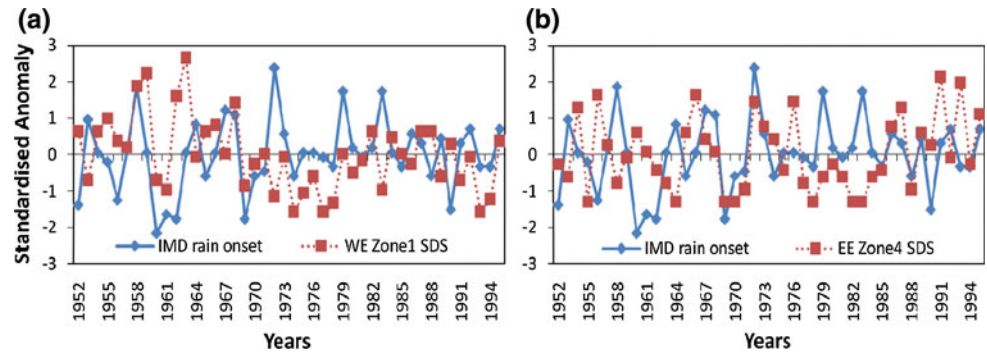 (a)
(b)
Standardised Anomaly
3
2
1
0
-1
-2
-3
IMD rain onset
WE Zone1 SDS
1952 1955 1958 1961 1964 1967 1970 1973 1976 1979 1982 1985 1988 1991 1994
Years
3
2
1
0
-1
-2
-3
IMD rain onset
EE Zone4 SDS
1952 1955 1958 1961 1964 1967 1970 1973 1976 1979 1982 1985 1988 1991 1994
Years